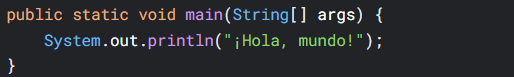 public static void main(String[] args) {
    System.out.println("¡Hola, mundo!");
}